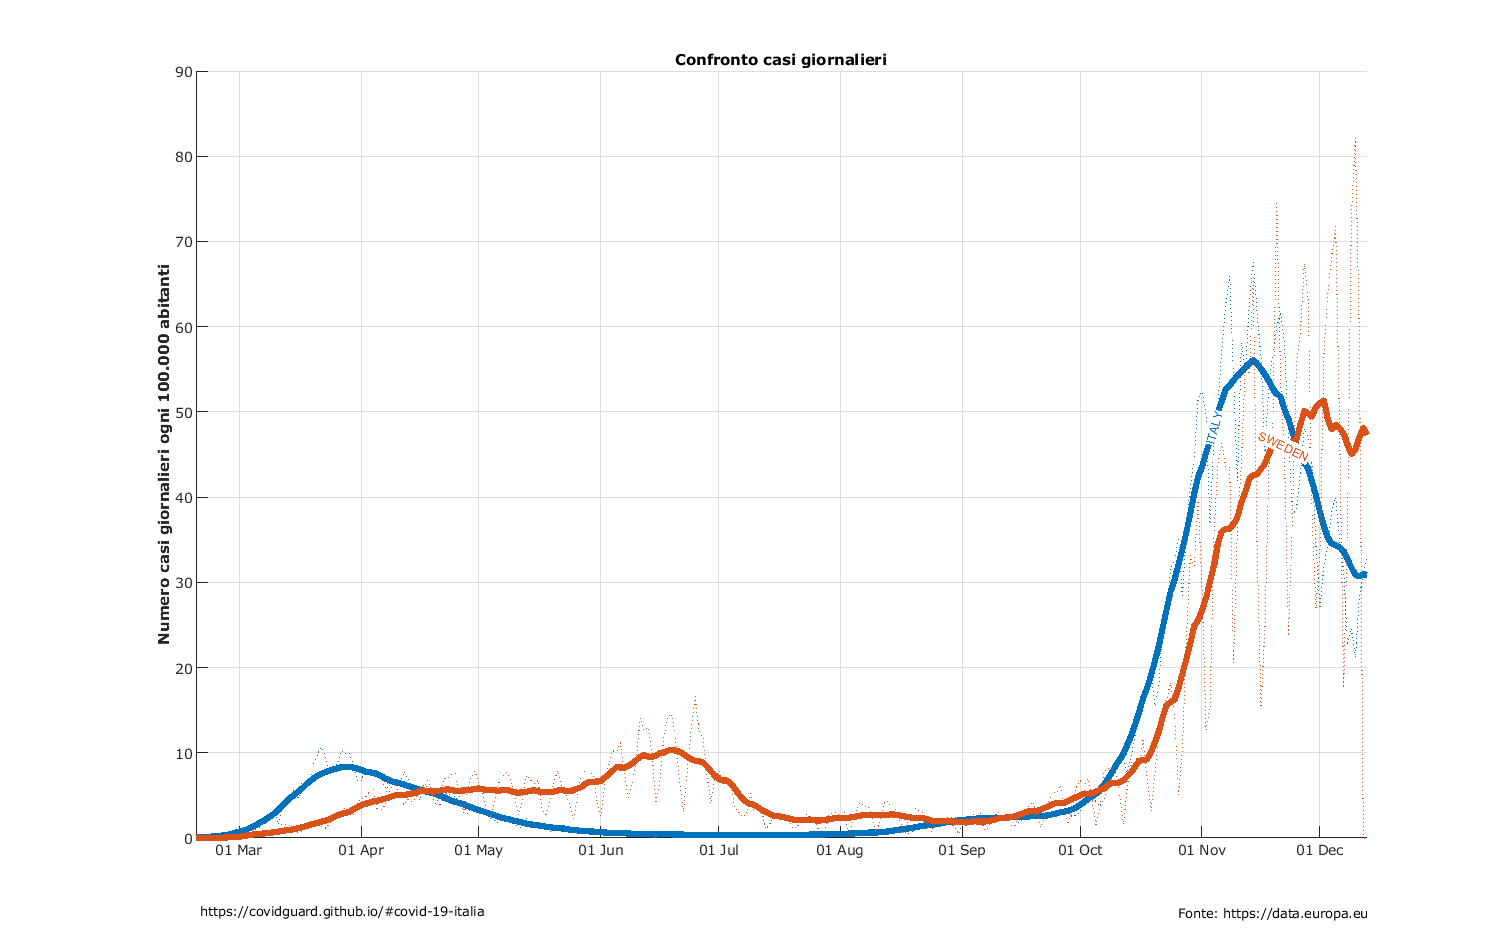 Confronto casi giornalieri
Numero casi giornalieri ogni 100.000 abitanti
90
80
70
60
50
40
30
20
10
0
ITALY
SWEDEN
01 Mar
01 Apr
01 May
01 Jun
01 Jul
01 Aug
01 Sep
01 Oct
01 Nov
01 Dec
https://covidguard.github.io/#covid-19-italia
Fonte: https://data.europa.eu